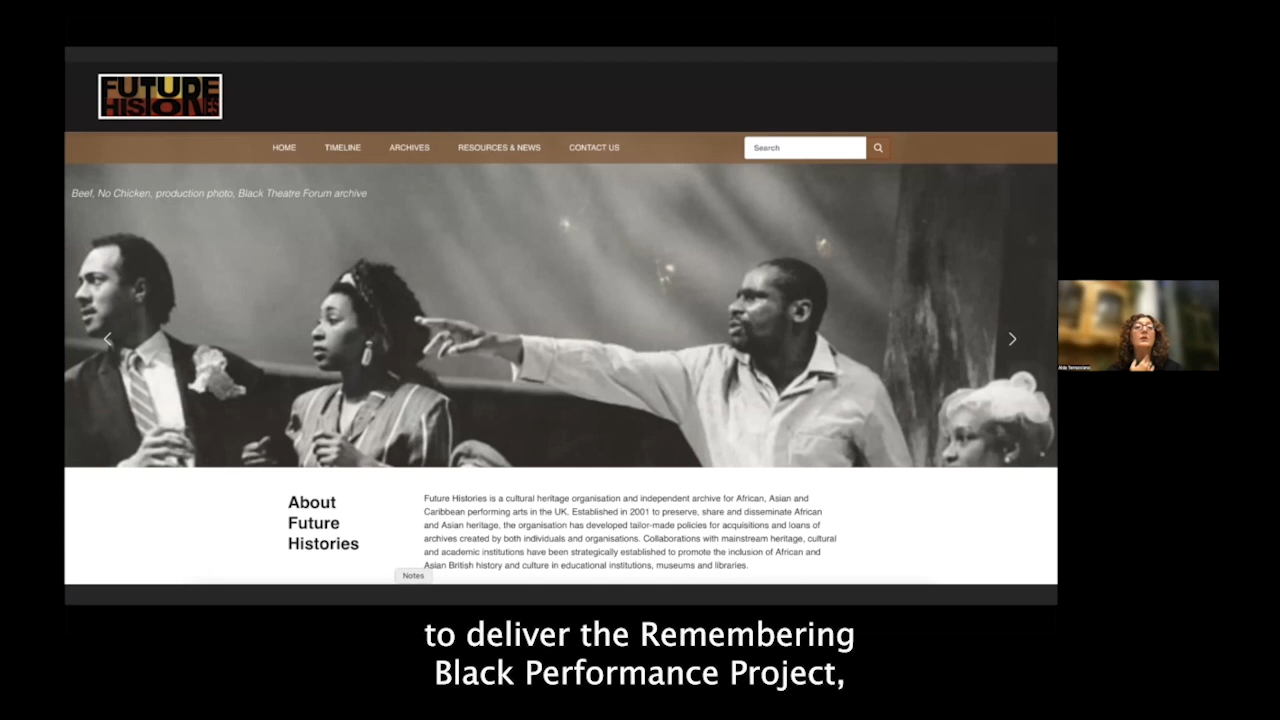 FUTURE
HISTORIES
HOME TIMELINE ARCHIVES RESOURCES & NEWS CONTACT US Search
Beef, No Chicken, production photo, Black Theatre Forum archive
About
Future
Histories
Future Histories is a cultural heritage organisation and independent archive for African, Asian and
Caribbean performing arts in the UK. Established in 2001 to preserve, share and disseminate African
and Asian heritage, the organisation has developed tailor-made policies for acquisitions and loans of
archives created by both individuals and organisations. Collaborations with mainstream heritage, cultural
and academic institutions have been strategically established to promote the inclusion of African and
Asian British history and culture in educational institutions, museums and libraries.
Notes
to deliver the Remembering
Black Performance Project,